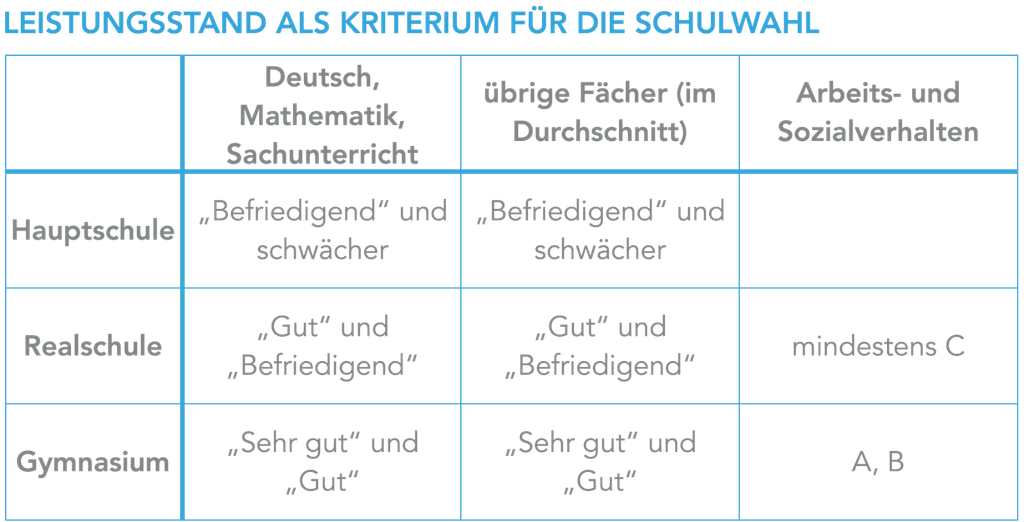 LEISTUNGSSTAND ALS KRITERIUM FÜR DIE SCHULWAHL
Deutsch,
Mathematik,
Sachunterricht
übrige Fächer (im
Durchschnitt)
Arbeits- und
Sozialverhalten
Hauptschule
„Befriedigend“ und
schwächer
„Befriedigend“ und
schwächer
Realschule
„Gut“ und
„Befriedigend“
„Gut“ und
„Befriedigend“
mindestens C
Gymnasium
„Sehr gut“ und
„Gut“
„Sehr gut“ und
„Gut“
A, B